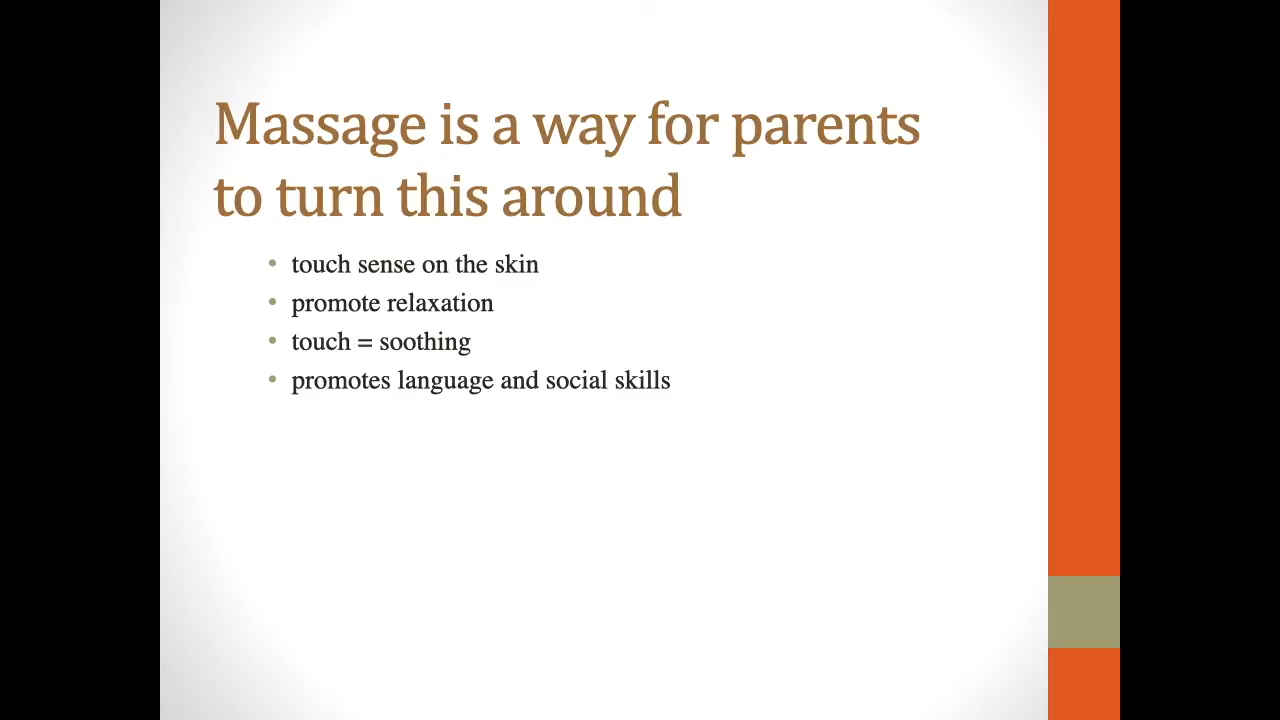 Massage is a way for parents
to turn this around
• touch sense on the skin
• promote relaxation
• touch = soothing
• promotes language and social skills